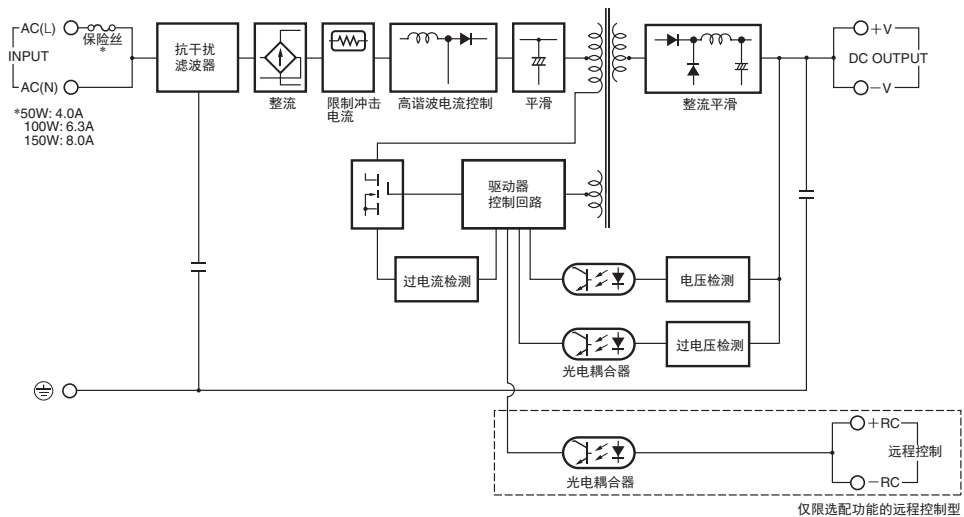 AC(L)
保险丝
*
INPUT
AC(N)
*50W: 4.0A
100W: 6.3A
150W: 8.0A
抗干扰
滤波器
整流
限制冲击
电流
高谐波电流控制
平滑
整流平滑
+V
DC OUTPUT
-V
驱动器
控制回路
过电流检测
电压检测
过电压检测
光电耦合器
+RC
远程控制
-RC
光电耦合器
仅限选配功能的远程控制型